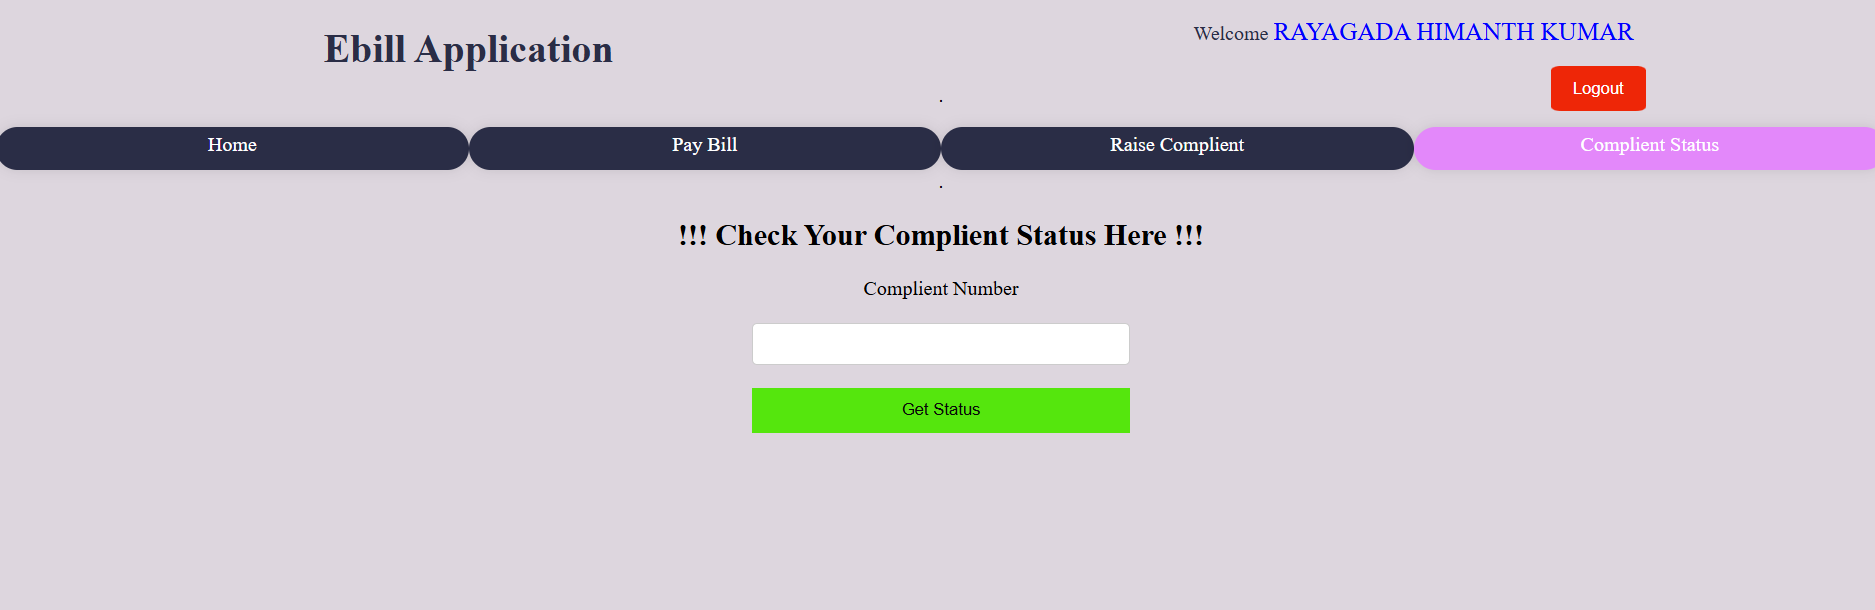 Ebill Application
Welcome RAYAGADA HIMANTH KUMAR
Logout
.
Home Pay Bill Raise Complient Complient Status
.
!!! Check Your Complient Status Here !!!
Complient Number
Get Status